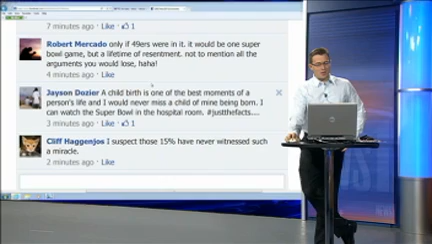 7 minutes ago · Like · 1
Robert Mercado only if 49ers were in it. it would be one super
bowl game, but a lifetime of resentment. not to mention all the
arguments you would lose, haha!
4 minutes ago · Like
Jayson Dozier A child birth is one of the best moments of a
person's life and I would never miss a child of mine being born. I
can watch the Super Bowl in the hospital room. #justthefacts....
3 minutes ago · Like · 1
Cliff Haggenjos I suspect those 15% have never witnessed such
a miracle.
2 minutes ago · Like